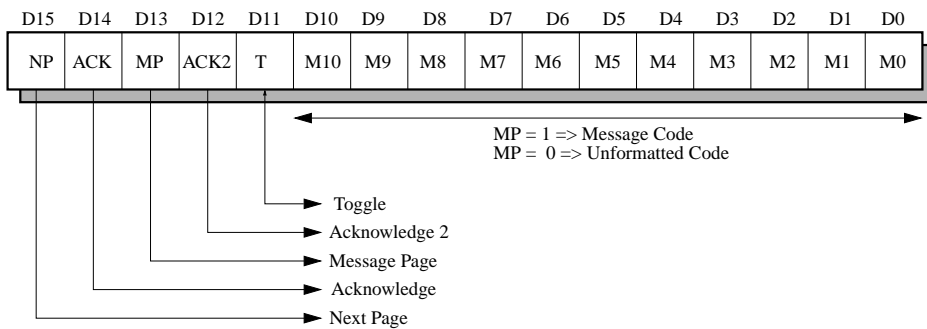 D15 D14 D13 D12 D11 D10 D9 D8 D7 D6 D5 D4 D3 D2 D1 D0
NP ACK MP ACK2 T M10 M9 M8 M7 M6 M5 M4 M3 M2 M1 M0
MP = 1 => Message Code
MP = 0 => Unformatted Code
Toggle
Acknowledge 2
Message Page
Acknowledge
Next Page